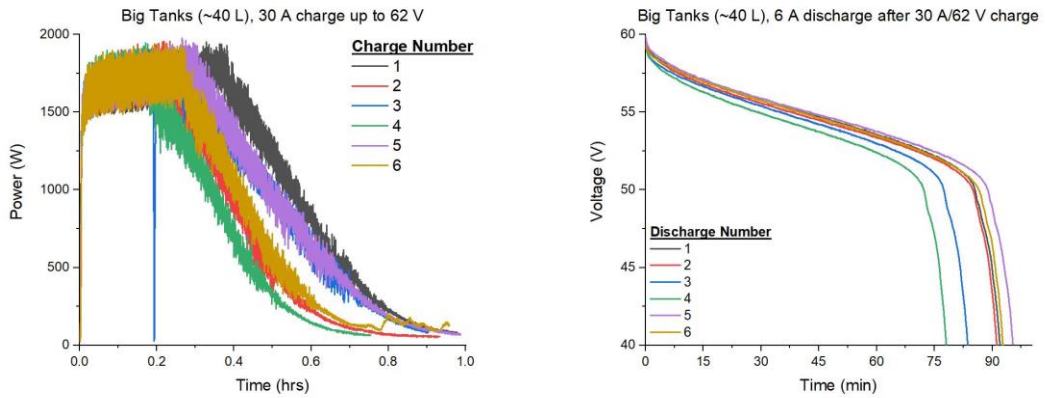 Big Tanks (~40 L), 30 A charge up to 62 V
2000
1500
1000
500
0
Power (W)
0.0 0.2 0.4 0.6 0.8 1.0
Time (hrs)
Charge Number
1
2
3
4
5
6
Big Tanks (~40 L), 6 A discharge after 30 A/62 V charge
60
55
50
45
40
Voltage (V)
0 15 30 45 60 75 90
Time (min)
Discharge Number
1
2
3
4
5
6